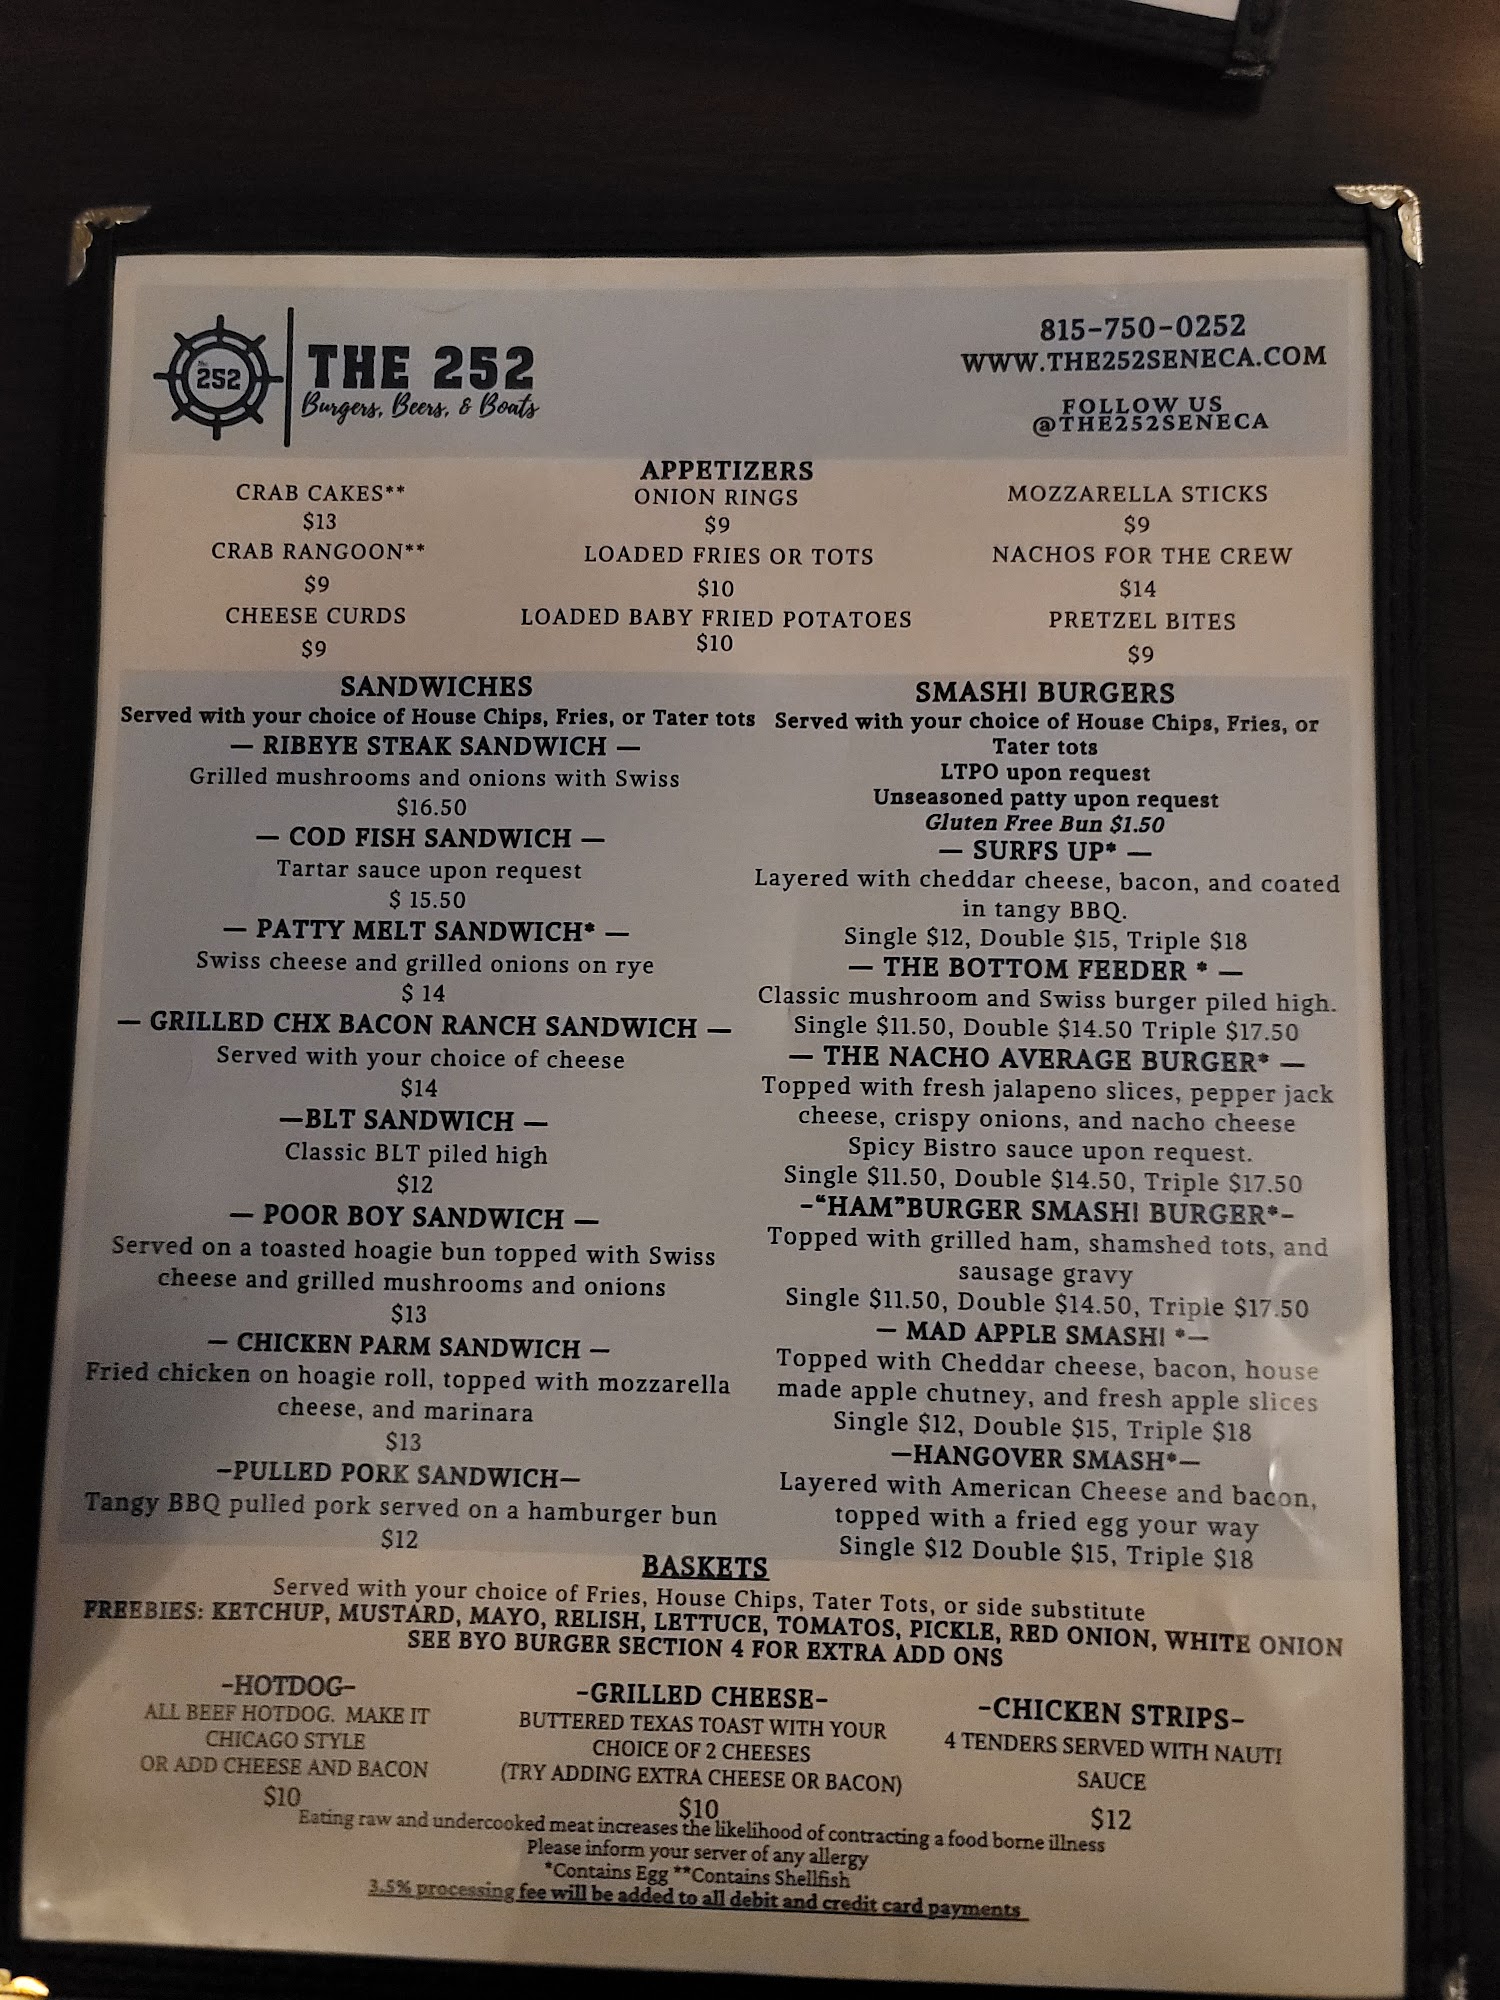 the
252
THE 252
Burgers, Beers, & Boats
815-750-0252
WWW.THE252SENECA.COM
FOLLOW US
@THE252SENECA
APPETIZERS
CRAB CAKES**
$13
CRAB RANGOON**
$9
CHEESE CURDS
$9
ONION RINGS
$9
LOADED FRIES OR TOTS
$10
LOADED BABY FRIED POTATOES
$10
MOZZARELLA STICKS
$9
NACHOS FOR THE CREW
$14
PRETZEL BITES
$9
SANDWICHES
Served with your choice of House Chips, Fries, or Tater tots
— RIBEYE STEAK SANDWICH —
Grilled mushrooms and onions with Swiss
$16.50
— COD FISH SANDWICH —
Tartar sauce upon request
$ 15.50
— PATTY MELT SANDWICH* —
Swiss cheese and grilled onions on rye
$ 14
— GRILLED CHX BACON RANCH SANDWICH —
Served with your choice of cheese
$14
—BLT SANDWICH —
Classic BLT piled high
$12
— POOR BOY SANDWICH —
Served on a toasted hoagie bun topped with Swiss
cheese and grilled mushrooms and onions
$13
— CHICKEN PARM SANDWICH —
Fried chicken on hoagie roll, topped with mozzarella
cheese, and marinara
$13
-PULLED PORK SANDWICH—
Tangy BBQ pulled pork served on a hamburger bun
$12
SMASH! BURGERS
Served with your choice of House Chips, Fries, or
Tater tots
LTPO upon request
Unseasoned patty upon request
Gluten Free Bun $1.50
— SURFS UP* —
Layered with cheddar cheese, bacon, and coated
in tangy BBQ.
Single $12, Double $15, Triple $18
— THE BOTTOM FEEDER * —
Classic mushroom and Swiss burger piled high.
Single $11.50, Double $14.50 Triple $17.50
— THE NACHO AVERAGE BURGER* —
Topped with fresh jalapeno slices, pepper jack
cheese, crispy onions, and nacho cheese
Spicy Bistro sauce upon request.
Single $11.50, Double $14.50, Triple $17.50
-“HAM”BURGER SMASH! BURGER*-
Topped with grilled ham, shamshed tots, and
sausage gravy
Single $11.50, Double $14.50, Triple $17.50
— MAD APPLE SMASH! *—
Topped with Cheddar cheese, bacon, house
made apple chutney, and fresh apple slices
Single $12, Double $15, Triple $18
—HANGOVER SMASH*—
Layered with American Cheese and bacon,
topped with a fried egg your way
Single $12 Double $15, Triple $18
BASKETS
Served with your choice of Fries, House Chips, Tater Tots, or side substitute
FREEBIES: KETCHUP, MUSTARD, MAYO, RELISH, LETTUCE, TOMATOS, PICKLE, RED ONION, WHITE ONION
SEE BYO BURGER SECTION 4 FOR EXTRA ADD ONS
-HOTDOG-
ALL BEEF HOTDOG. MAKE IT
CHICAGO STYLE
OR ADD CHEESE AND BACON
$10
-GRILLED CHEESE-
BUTTERED TEXAS TOAST WITH YOUR
CHOICE OF 2 CHEESES
(TRY ADDING EXTRA CHEESE OR BACON)
$10
-CHICKEN STRIPS-
4 TENDERS SERVED WITH NAUTI
SAUCE
$12
Eating raw and undercooked meat increases the likelihood of contracting a food borne illness
Please inform your server of any allergy
*Contains Egg **Contains Shellfish
3.5% processing fee will be added to all debit and credit card payments